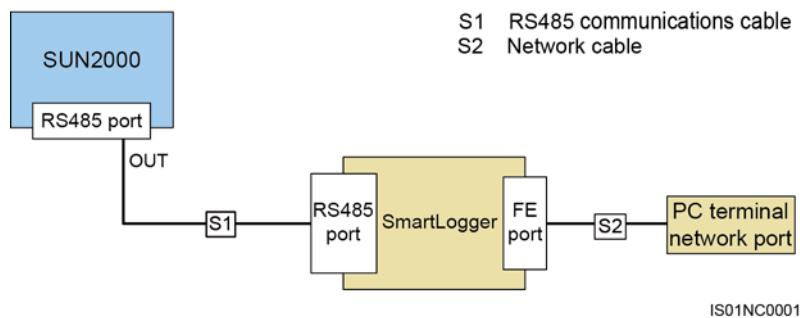 S1 RS485 communications cable
S2 Network cable
SUN2000
RS485 port
OUT
S1
RS485
port
SmartLogger
FE
port
S2
PC terminal
network port
IS01NC0001